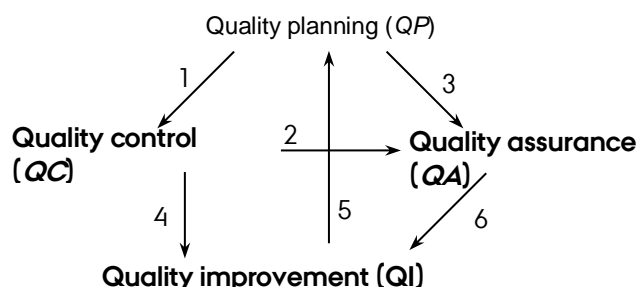 Quality planning (QP)
1
3
Quality control
(QC)
2
Quality assurance
(QA)
4
5
6
Quality improvement (QI)